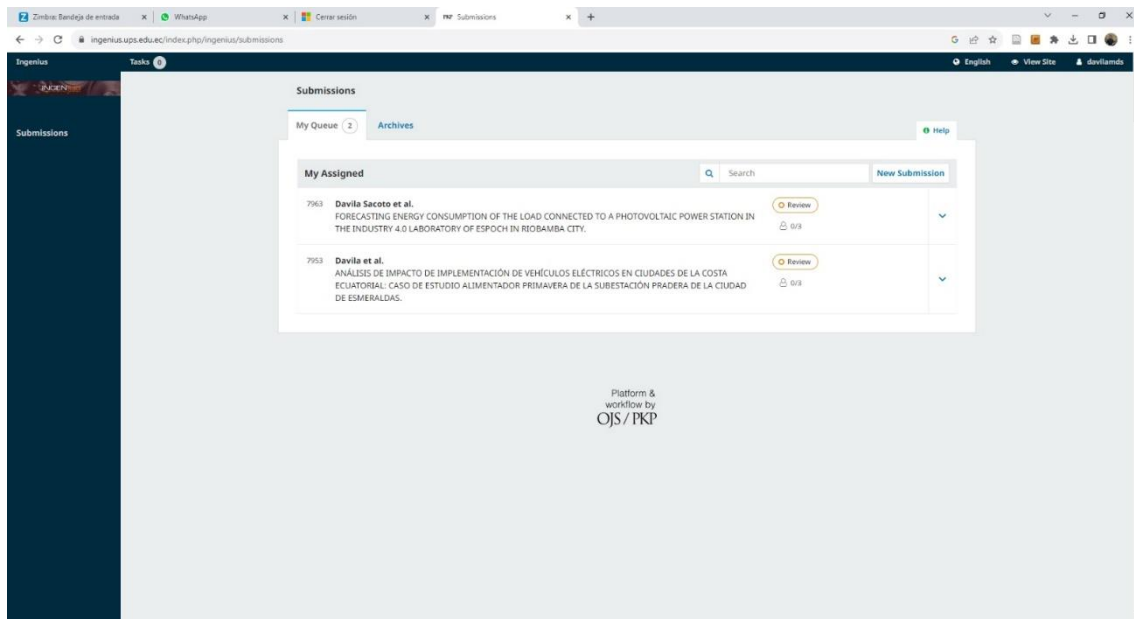 Zimbra: Bandeja de entrada
WhatsApp
Cerrar sesión
PKP Submissions
ingenius.ups.edu.ec/index.php/ingenius/submissions
Ingenius
Tasks 0
English
View Site
davilamds
INGENIUS
Submissions
Submissions
My Queue 2
Archives
Help
My Assigned
Search
New Submission
7963 Davila Sacoto et al.
FORECASTING ENERGY CONSUMPTION OF THE LOAD CONNECTED TO A PHOTOVOLTAIC POWER STATION IN
THE INDUSTRY 4.0 LABORATORY OF ESPOCH IN RIOBAMBA CITY.
Review
0/3
7953 Davila et al.
ANÁLISIS DE IMPACTO DE IMPLEMENTACIÓN DE VEHÍCULOS ELÉCTRICOS EN CIUDADES DE LA COSTA
ECUATORIAL: CASO DE ESTUDIO ALIMENTADOR PRIMAVERA DE LA SUBESTACIÓN PRADERA DE LA CIUDAD
DE ESMERALDAS.
Review
0/3
Platform &
workflow by
OJS / PKP